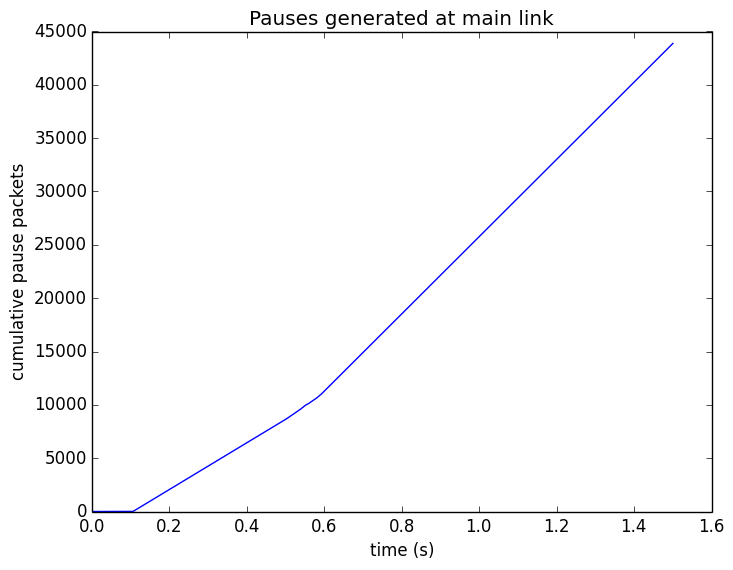 Pauses generated at main link
cumulative pause packets
45000
40000
35000
30000
25000
20000
15000
10000
5000
0
0.0 0.2 0.4 0.6 0.8 1.0 1.2 1.4 1.6
time (s)